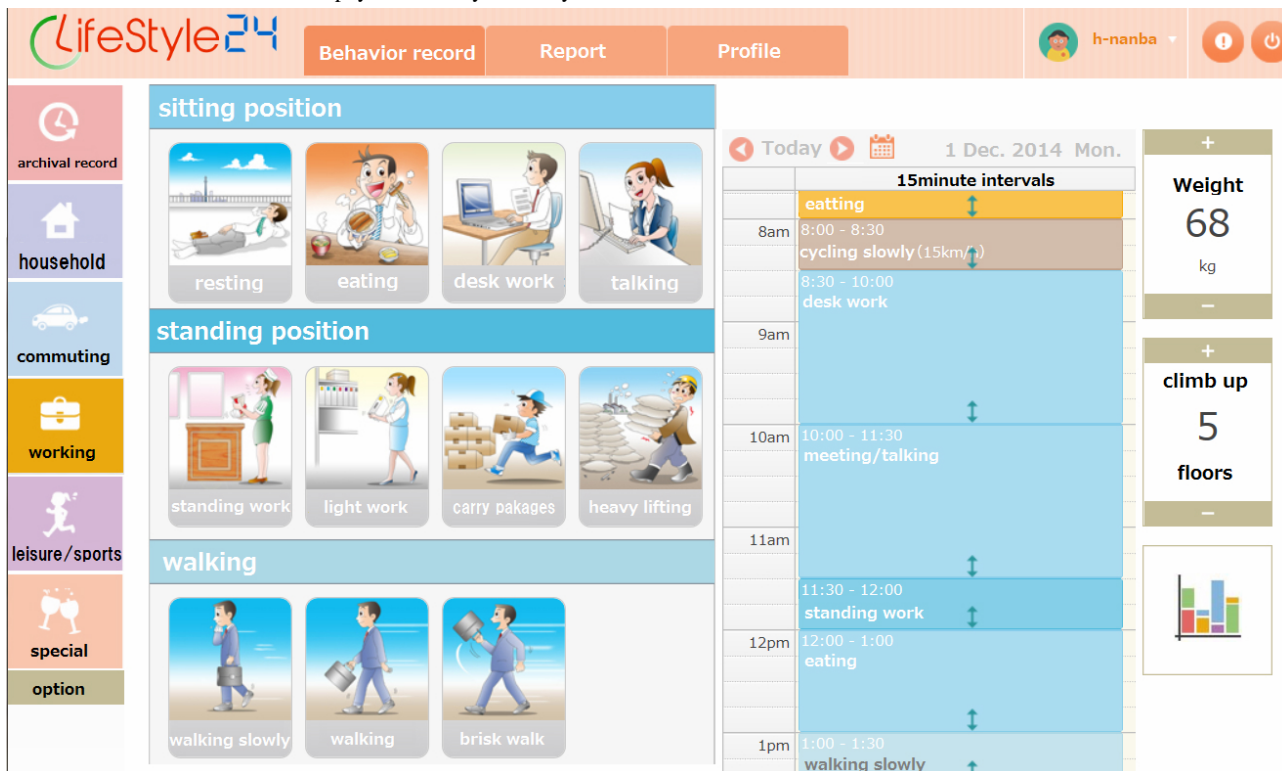 LifeStyle24
Behavior record
Report
Profile
h-nanba
archival record
household
commuting
working
leisure/sports
special
option
sitting position
resting
eating
desk work
talking
standing position
standing work
light work
carry pakages
heavy lifting
walking
walking slowly
walking
brisk walk
Today
1 Dec. 2014 Mon.
15minute intervals
eatting
8am
8:00 - 8:30
cycling slowly(15km/h)
8:30 - 10:00
desk work
9am
10am
10:00 - 11:30
meeting/talking
11am
11:30 - 12:00
standing work
12pm
12:00 - 1:00
eating
1pm
1:00 - 1:30
walking slowly
+
Weight
68
kg
−
+
climb up
5
floors
−